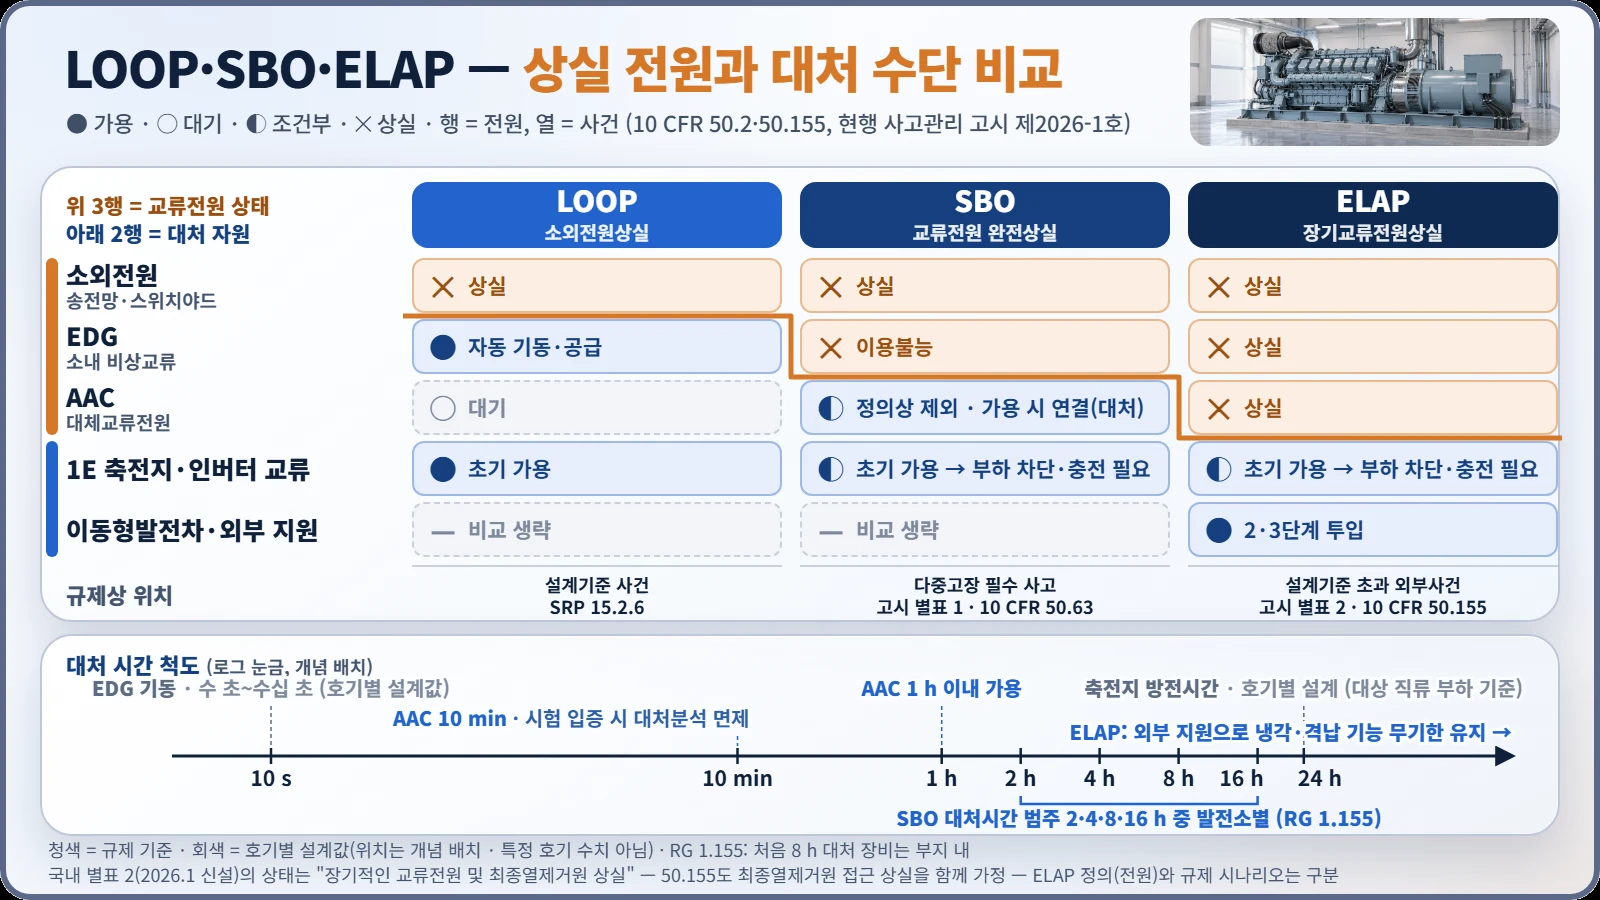 LOOP·SBO·ELAP — 상실 전원과 대처 수단 비교
● 가용 · ○ 대기 · ◐ 조건부 · ✕ 상실 · 행 = 전원, 열 = 사건 (10 CFR 50.2·50.155, 현행 사고관리 고시 제2026-1호)
위 3행 = 교류전원 상태
아래 2행 = 대처 자원
LOOP
소외전원상실
SBO
교류전원 완전상실
ELAP
장기교류전원상실
소외전원
송전망·스위치야드
✕ 상실
✕ 상실
✕ 상실
EDG
소내 비상교류
● 자동 기동·공급
✕ 이용불능
✕ 상실
AAC
대체교류전원
○ 대기
◐ 정의상 제외 · 가용 시 연결(대처)
✕ 상실
1E 축전지·인버터 교류
● 초기 가용
◐ 초기 가용 → 부하 차단·충전 필요
◐ 초기 가용 → 부하 차단·충전 필요
이동형발전차·외부 지원
— 비교 생략
— 비교 생략
● 2·3단계 투입
규제상 위치
설계기준 사건
SRP 15.2.6
다중고장 필수 사고
고시 별표 1 · 10 CFR 50.63
설계기준 초과 외부사건
고시 별표 2 · 10 CFR 50.155
대처 시간 척도 (로그 눈금, 개념 배치)
EDG 기동 · 수 초~수십 초 (호기별 설계값)
AAC 1 h 이내 가용
축전지 방전시간 · 호기별 설계 (대상 직류 부하 기준)
AAC 10 min · 시험 입증 시 대처분석 면제
ELAP: 외부 지원으로 냉각·격납 기능 무기한 유지 →
10 s
10 min
1 h
2 h
4 h
8 h
16 h
24 h
SBO 대처시간 범주 2·4·8·16 h 중 발전소별 (RG 1.155)
청색 = 규제 기준 · 회색 = 호기별 설계값(위치는 개념 배치 · 특정 호기 수치 아님) · RG 1.155: 처음 8 h 대처 장비는 부지 내
국내 별표 2(2026.1 신설)의 상태는 "장기적인 교류전원 및 최종열제거원 상실" — 50.155도 최종열제거원 접근 상실을 함께 가정 — ELAP 정의(전원)와 규제 시나리오는 구분